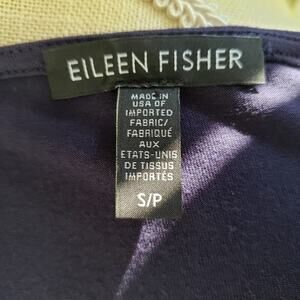 EILEEN FISHER
MADE IN
USA OF
IMPORTED
FABRIC/
FABRIQUÉ
AUX
ETATS-UNIS
DE TISSUS
IMPORTÉS
S/P